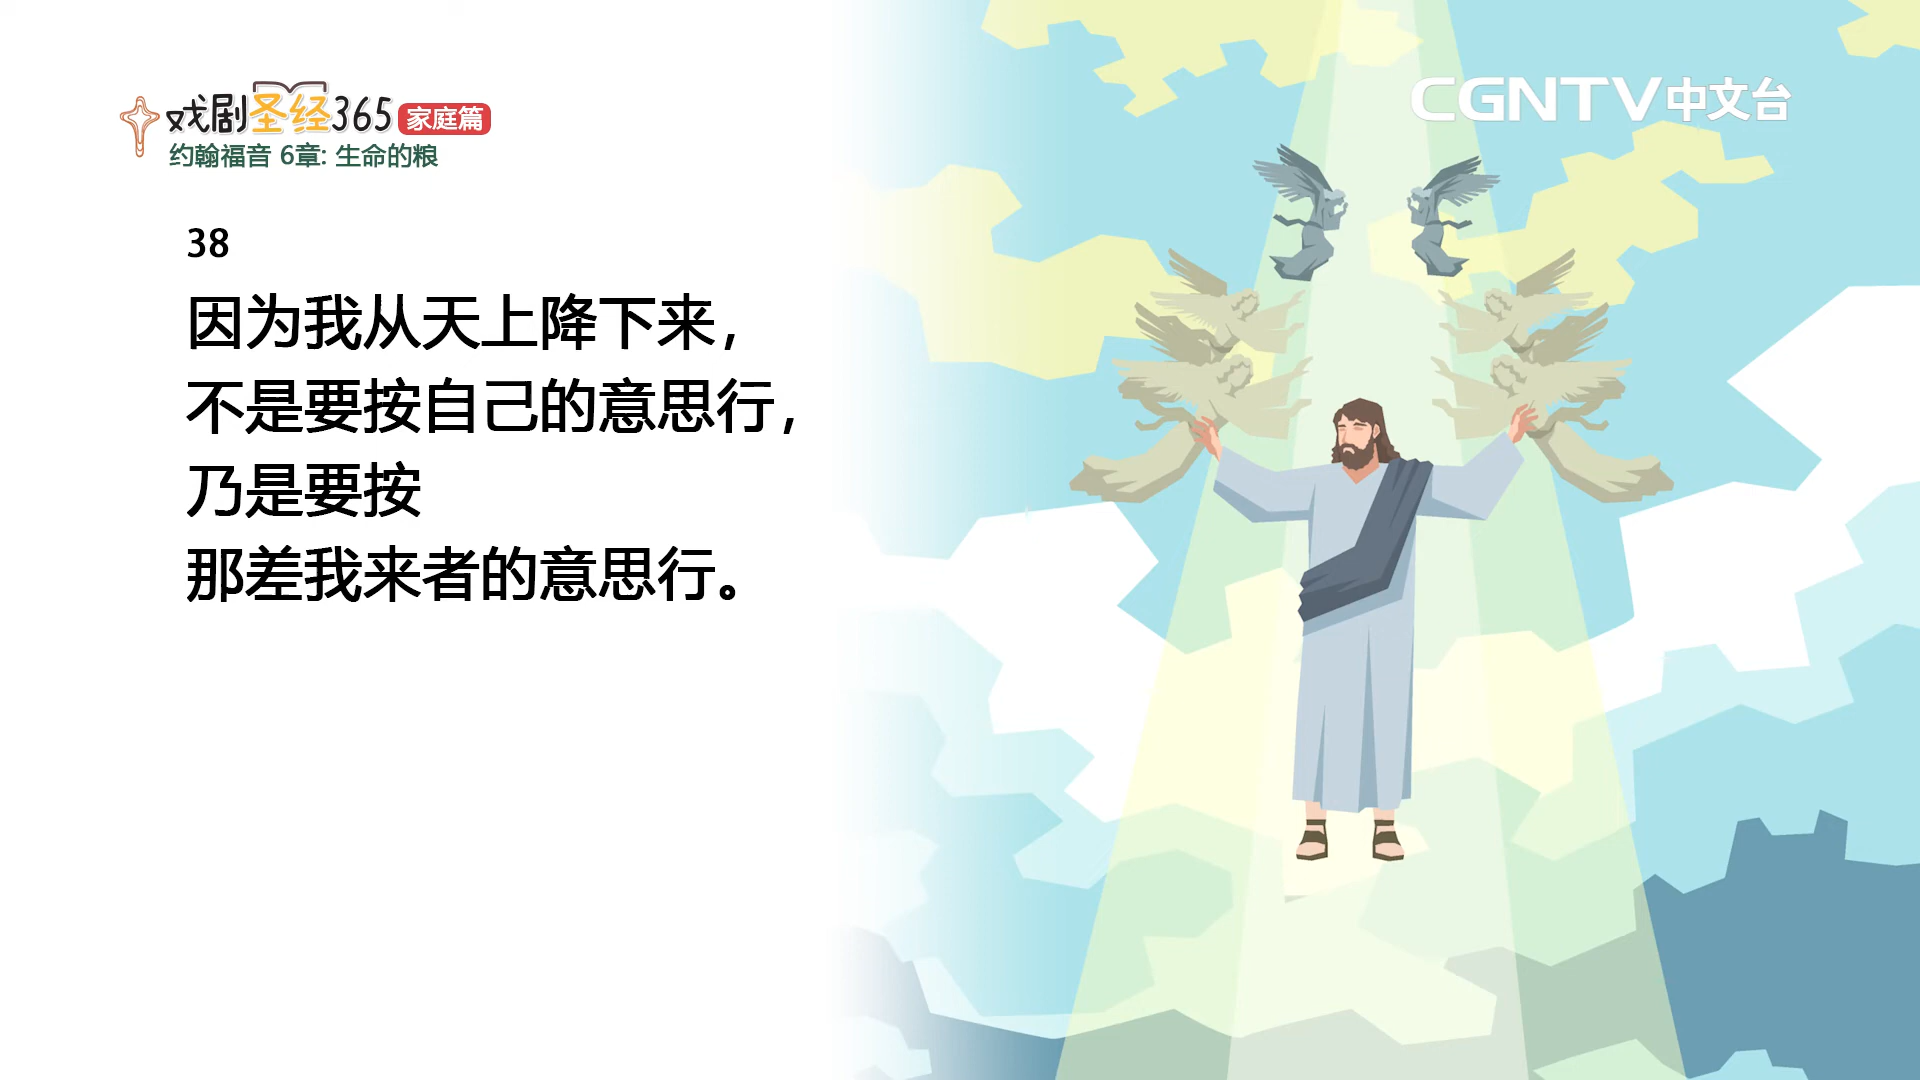 戏剧圣经365 家庭篇
约翰福音 6章: 生命的粮
CGNTV中文台
38
因为我从天上降下来，
不是要按自己的意思行，
乃是要按
那差我来者的意思行。